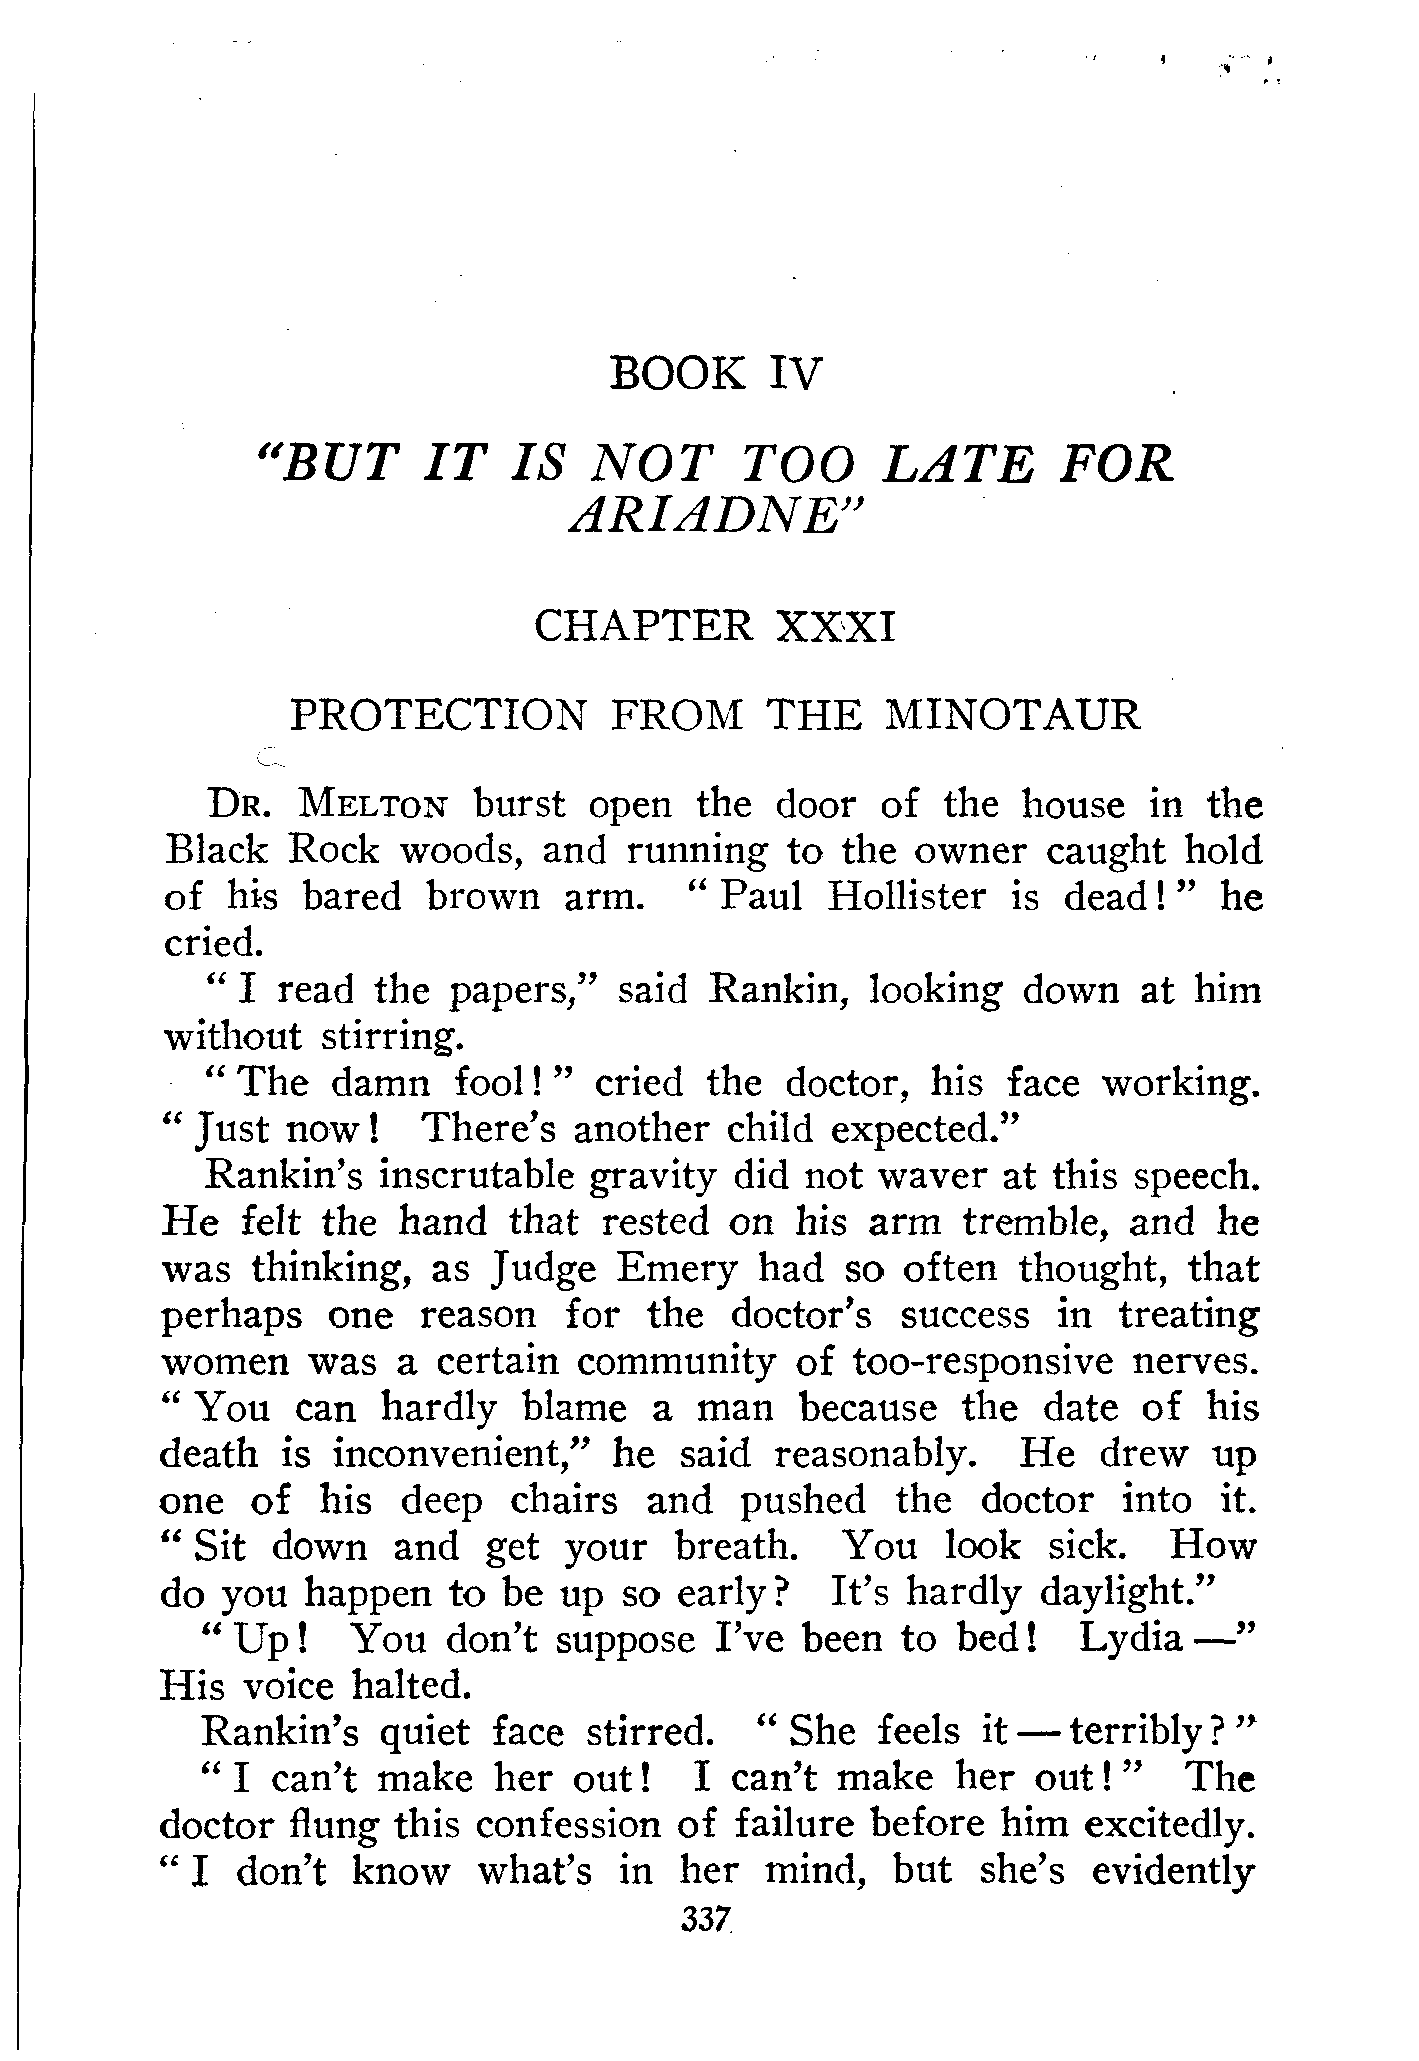 BOOK IV
"BUT IT IS NOT TOO LATE FOR
ARIADNE"
CHAPTER XXXI
PROTECTION FROM THE MINOTAUR
DR. MELTON burst open the door of the house in the
Black Rock woods, and running to the owner caught hold
of his bared brown arm. "Paul Hollister is dead!" he
cried.
"I read the papers," said Rankin, looking down at him
without stirring.
"The damn fool!" cried the doctor, his face working.
"Just now! There's another child expected."
Rankin's inscrutable gravity did not waver at this speech.
He felt the hand that rested on his arm tremble, and he
was thinking, as Judge Emery had so often thought, that
perhaps one reason for the doctor's success in treating
women was a certain community of too-responsive nerves.
"You can hardly blame a man because the date of his
death is inconvenient," he said reasonably. He drew up
one of his deep chairs and pushed the doctor into it.
"Sit down and get your breath. You look sick. How
do you happen to be up so early? It's hardly daylight."
"Up! You don't suppose I've been to bed! Lydia—"
His voice halted.
Rankin's quiet face stirred. "She feels it—terribly?"
"I can't make her out! I can't make her out!" The
doctor flung this confession of failure before him excitedly.
"I don't know what's in her mind, but she's evidently
337